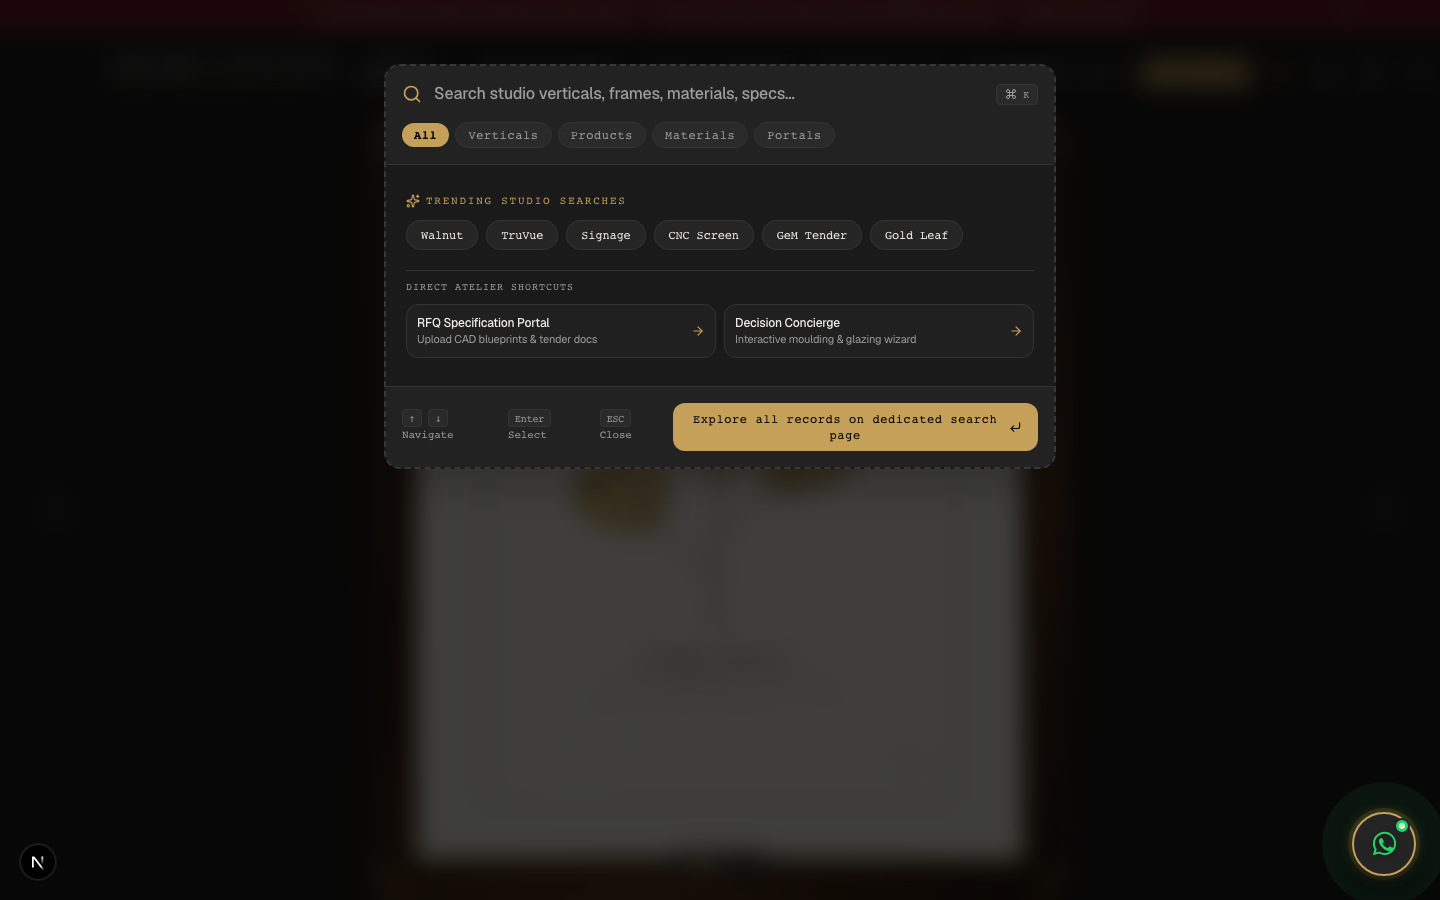 Search studio verticals, frames, materials, specs...
⌘ K
All Verticals Products Materials Portals
TRENDING STUDIO SEARCHES
Walnut TruVue Signage CNC Screen GeM Tender Gold Leaf
DIRECT ATELIER SHORTCUTS
RFQ Specification Portal
Upload CAD blueprints & tender docs
Decision Concierge
Interactive moulding & glazing wizard
↑ ↓
Navigate
Enter
Select
ESC
Close
Explore all records on dedicated search
page
N